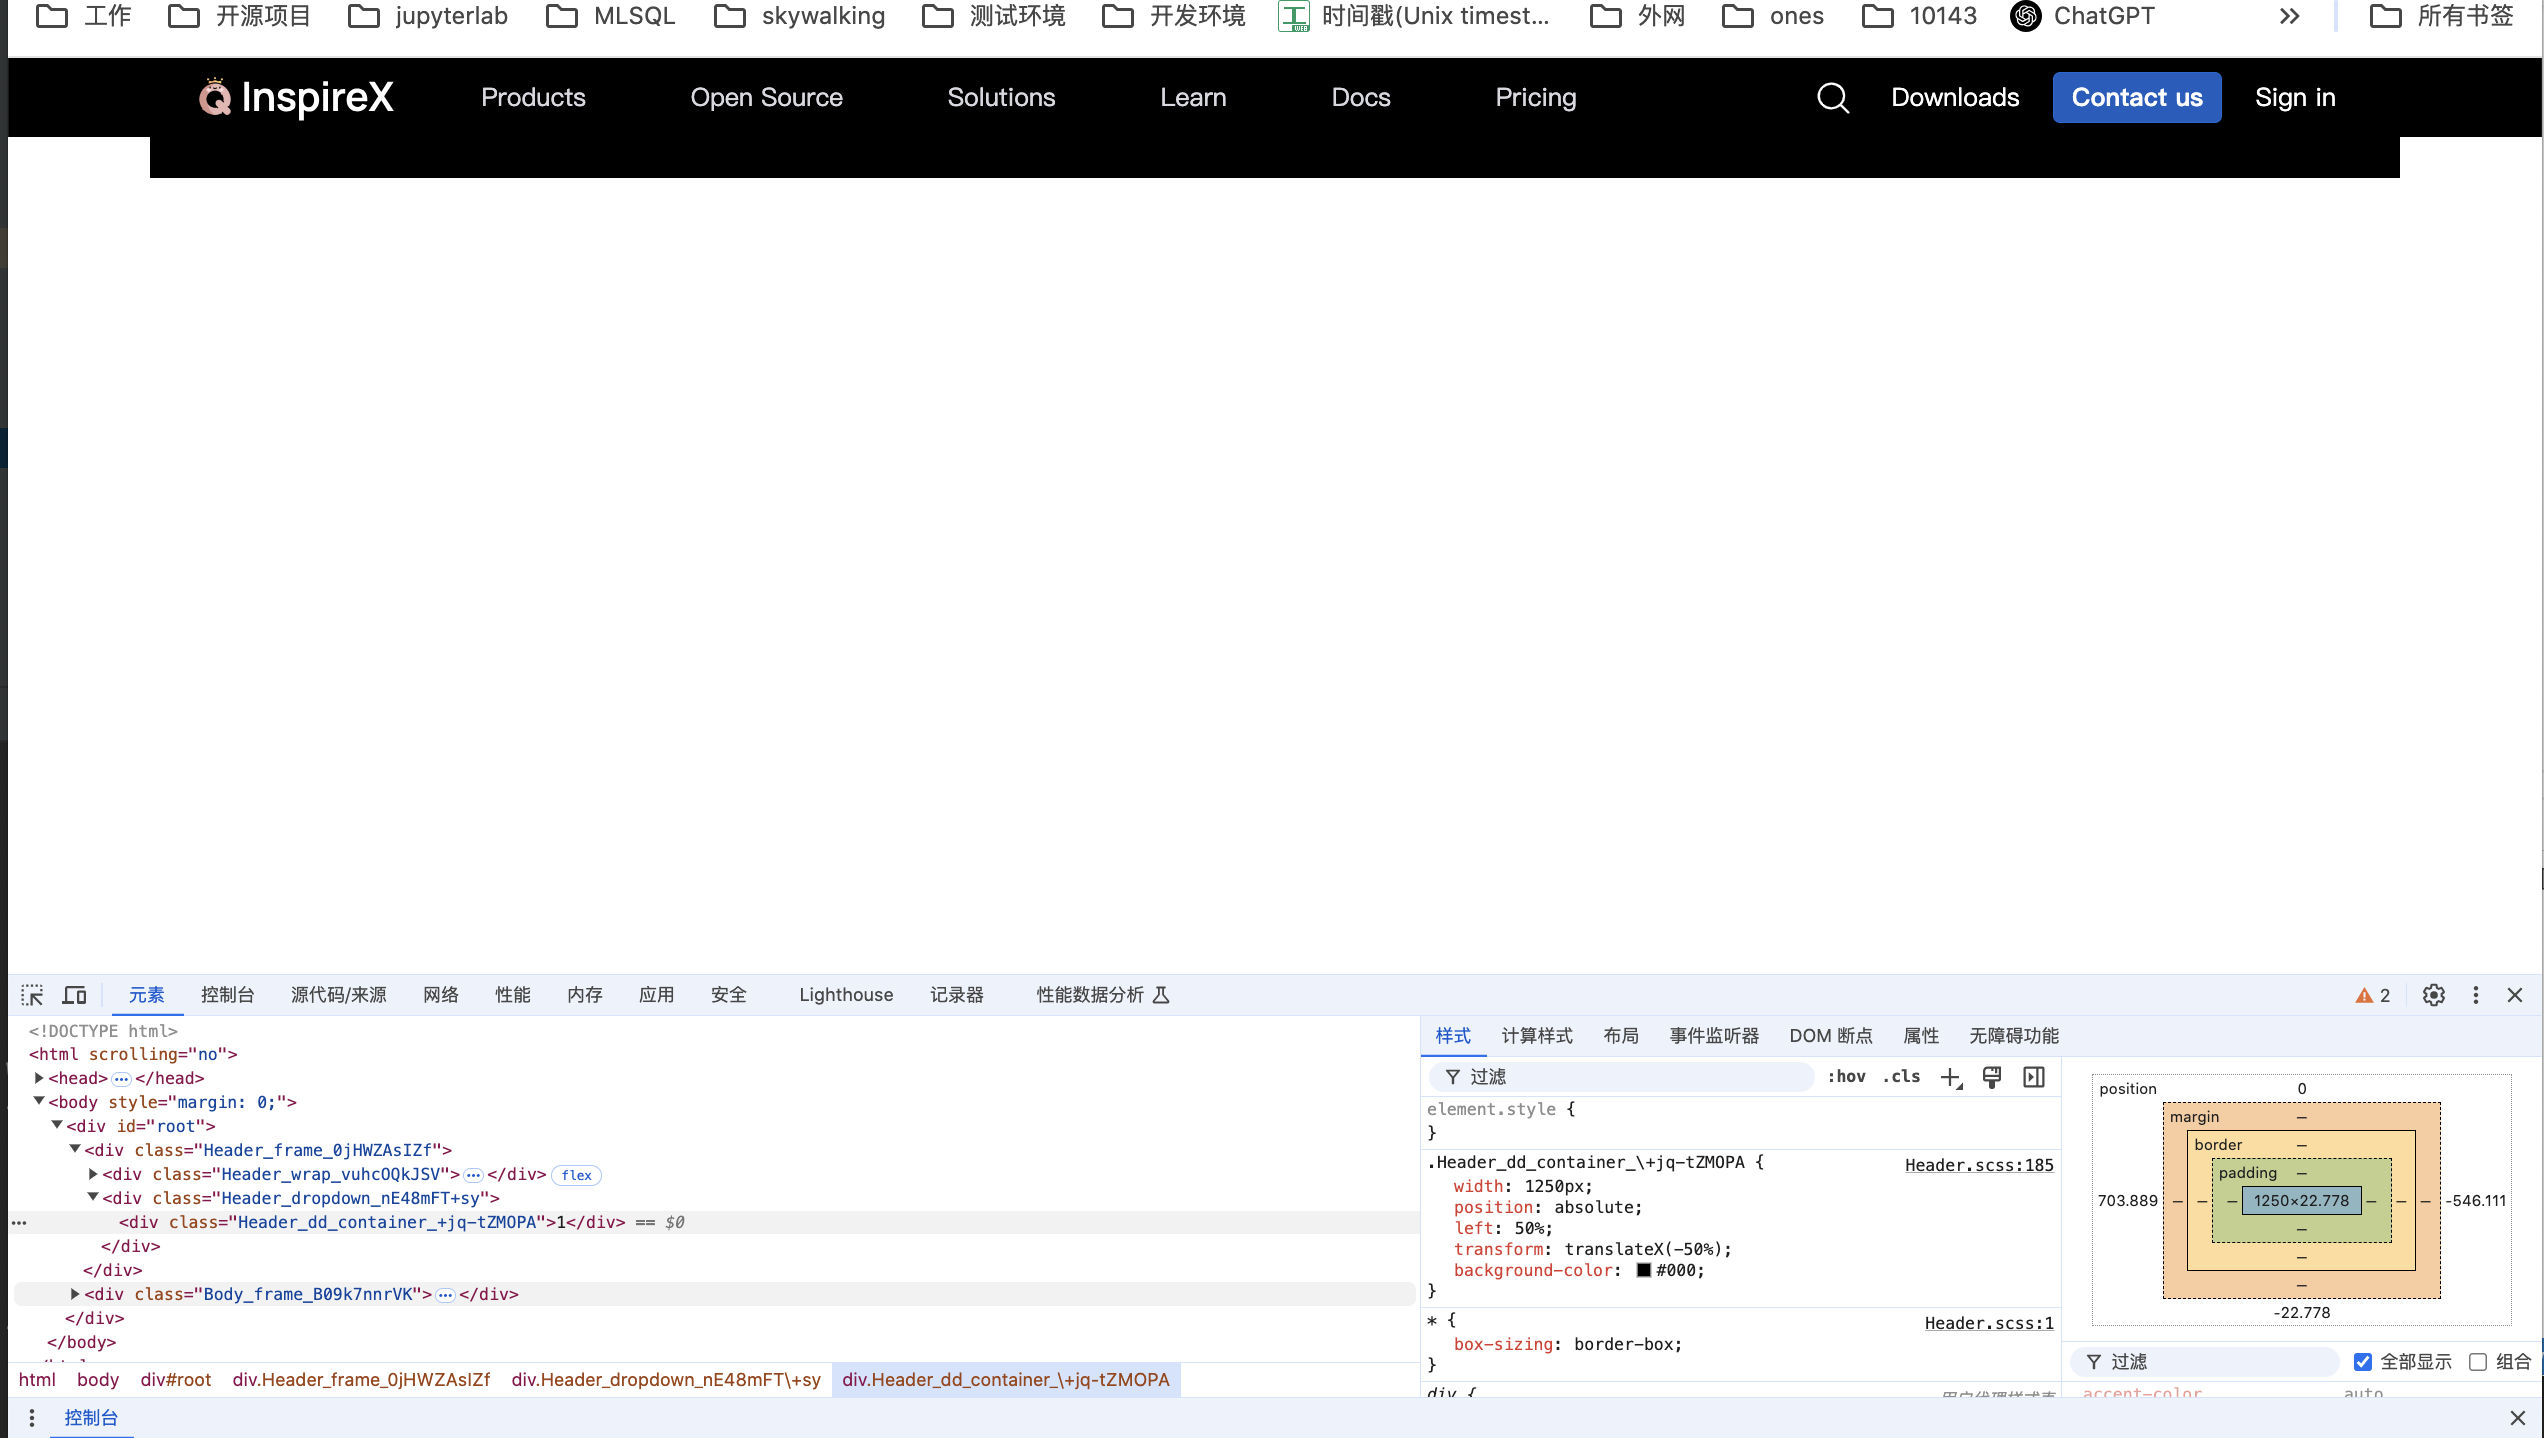 工作 开源项目 jupyterlab MLSQL skywalking 测试环境 开发环境 时间戳(Unix timest... 外网 ones 10143 ChatGPT 所有书签
InspireX Products Open Source Solutions Learn Docs Pricing Downloads Contact us Sign in
元素 控制台 源代码/来源 网络 性能 内存 应用 安全 Lighthouse 记录器 性能数据分析 2
<!DOCTYPE html>
<html scrolling="no">
<head> </head>
<body style="margin: 0;">
<div id="root">
<div class="Header_frame_0jHWZAsIZf">
<div class="Header_wrap_vuhcOQkJSV"> </div> flex
<div class="Header_dropdown_nE48mFT+sy">
<div class="Header_dd_container_+jq-tZMOPA">1</div> == $0
</div>
</div>
<div class="Body_frame_B09k7nnrVK"> </div>
</div>
</body>
html body div#root div.Header_frame_0jHWZAsIZf div.Header_dropdown_nE48mFT\+sy div.Header_dd_container_\+jq-tZMOPA
样式 计算样式 布局 事件监听器 DOM 断点 属性 无障碍功能
过滤 :hov .cls
element.style {
}
.Header_dd_container_\+jq-tZMOPA { Header.scss:185
width: 1250px;
position: absolute;
left: 50%;
transform: translateX(-50%);
background-color: #000;
}
* { Header.scss:1
box-sizing: border-box;
}
div {
position 0
margin –
border –
padding –
703.889 – – – 1250×22.778 – – – -546.111
–
–
–
-22.778
过滤 全部显示 组合
accent-color auto
控制台